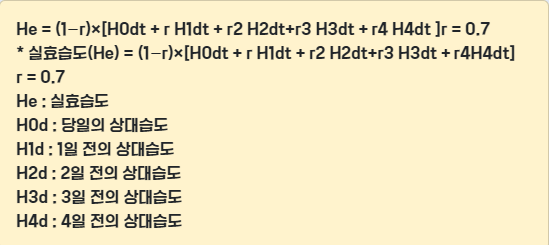 He = (1−r)×[H0dt + r H1dt + r2 H2dt+r3 H3dt + r4 H4dt ]r = 0.7
* 실효습도(He) = (1−r)×[H0dt + r H1dt + r2 H2dt+r3 H3dt + r4H4dt]
r = 0.7
He : 실효습도
H0d : 당일의 상대습도
H1d : 1일 전의 상대습도
H2d : 2일 전의 상대습도
H3d : 3일 전의 상대습도
H4d : 4일 전의 상대습도